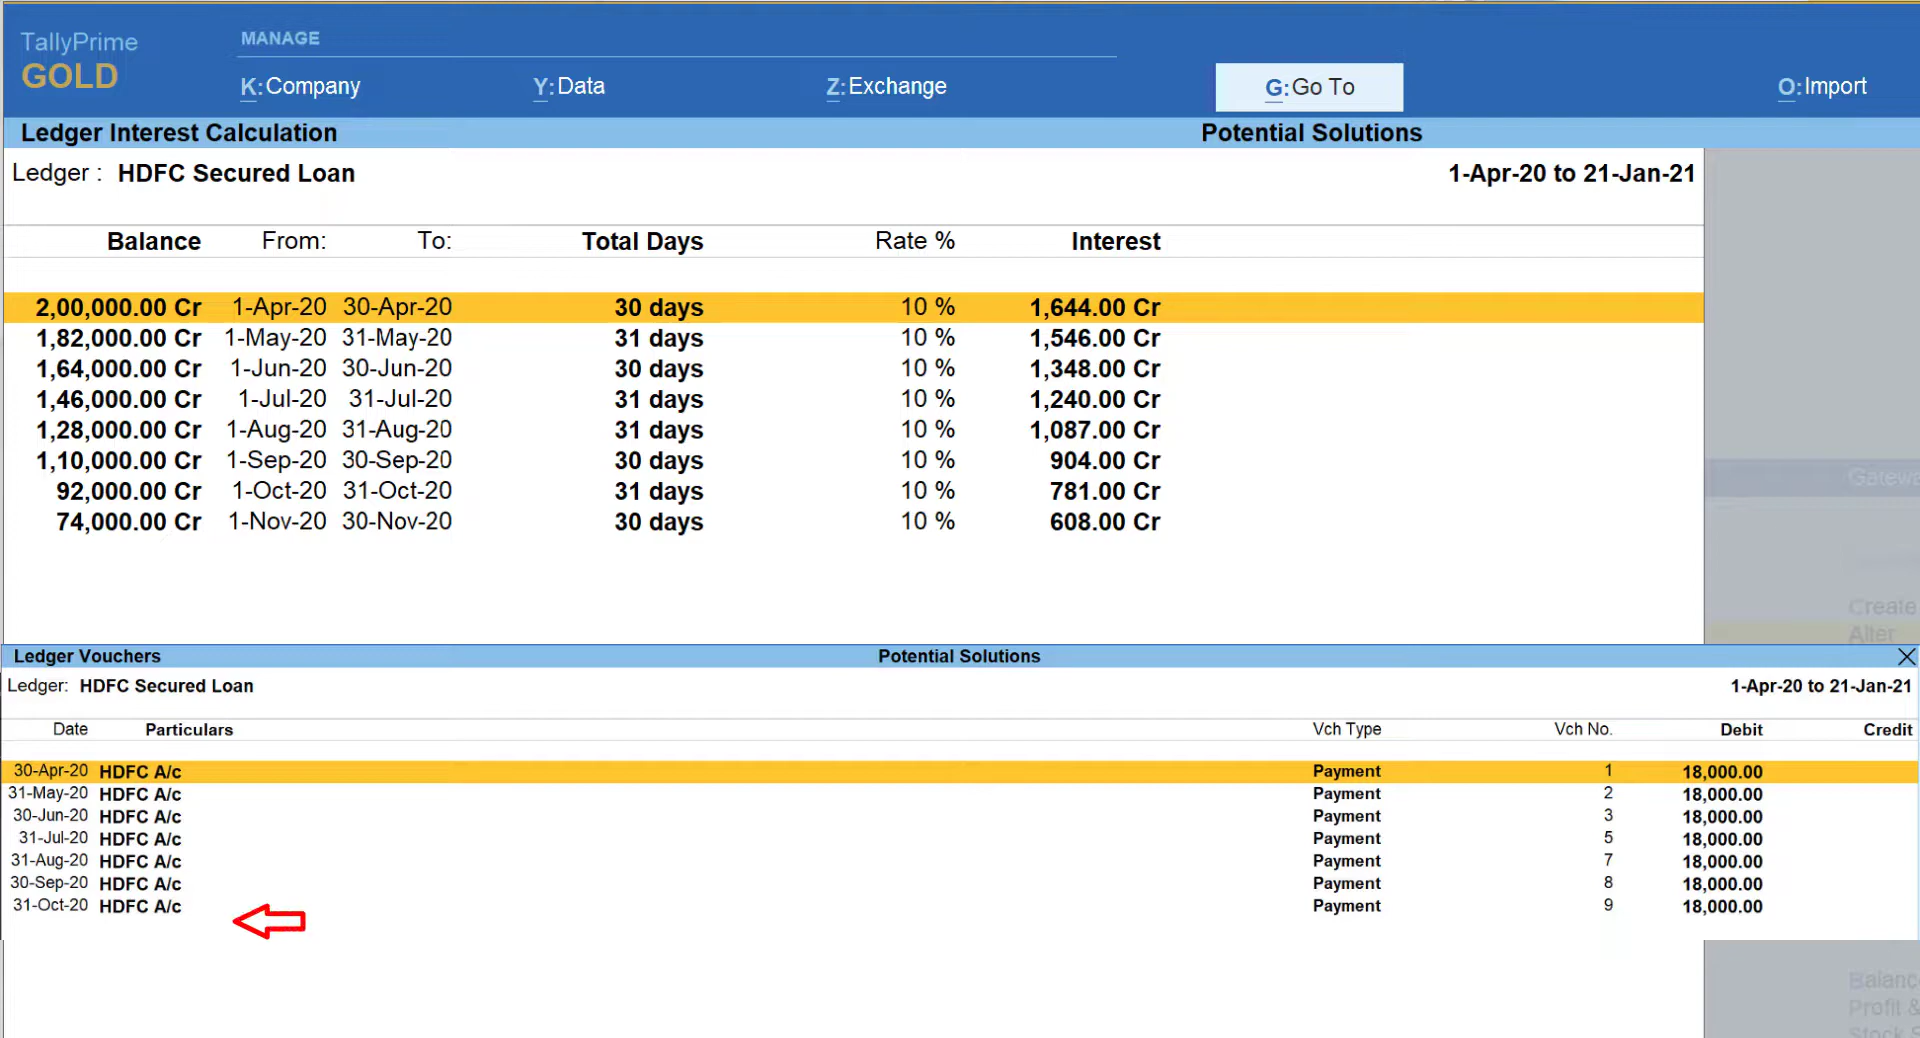 TallyPrime
GOLD
MANAGE
K:Company Y:Data Z:Exchange G:Go To O:Import
Ledger Interest Calculation Potential Solutions
Ledger : HDFC Secured Loan 1-Apr-20 to 21-Jan-21
Balance From: To: Total Days Rate % Interest
2,00,000.00 Cr 1-Apr-20 30-Apr-20 30 days 10 % 1,644.00 Cr
1,82,000.00 Cr 1-May-20 31-May-20 31 days 10 % 1,546.00 Cr
1,64,000.00 Cr 1-Jun-20 30-Jun-20 30 days 10 % 1,348.00 Cr
1,46,000.00 Cr 1-Jul-20 31-Jul-20 31 days 10 % 1,240.00 Cr
1,28,000.00 Cr 1-Aug-20 31-Aug-20 31 days 10 % 1,087.00 Cr
1,10,000.00 Cr 1-Sep-20 30-Sep-20 30 days 10 % 904.00 Cr
92,000.00 Cr 1-Oct-20 31-Oct-20 31 days 10 % 781.00 Cr
74,000.00 Cr 1-Nov-20 30-Nov-20 30 days 10 % 608.00 Cr
Create
Alter
Ledger Vouchers Potential Solutions
Ledger: HDFC Secured Loan 1-Apr-20 to 21-Jan-21
Date Particulars Vch Type Vch No. Debit Credit
30-Apr-20 HDFC A/c Payment 1 18,000.00
31-May-20 HDFC A/c Payment 2 18,000.00
30-Jun-20 HDFC A/c Payment 3 18,000.00
31-Jul-20 HDFC A/c Payment 5 18,000.00
31-Aug-20 HDFC A/c Payment 7 18,000.00
30-Sep-20 HDFC A/c Payment 8 18,000.00
31-Oct-20 HDFC A/c Payment 9 18,000.00
Profit &